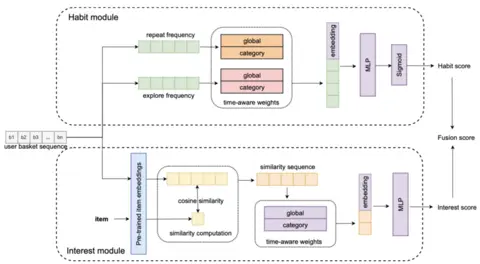 Habit module
repeat frequency
global
category
explore frequency
global
category
time-aware weights
embedding
MLP
Sigmoid
Habit score
Fusion score
b1 b2 b3 ... bn
user basket sequence
Pre-trained item embeddings
item
cosine similarity
similarity computation
similarity sequence
global
category
time-aware weights
embedding
MLP
Interest score
Interest module